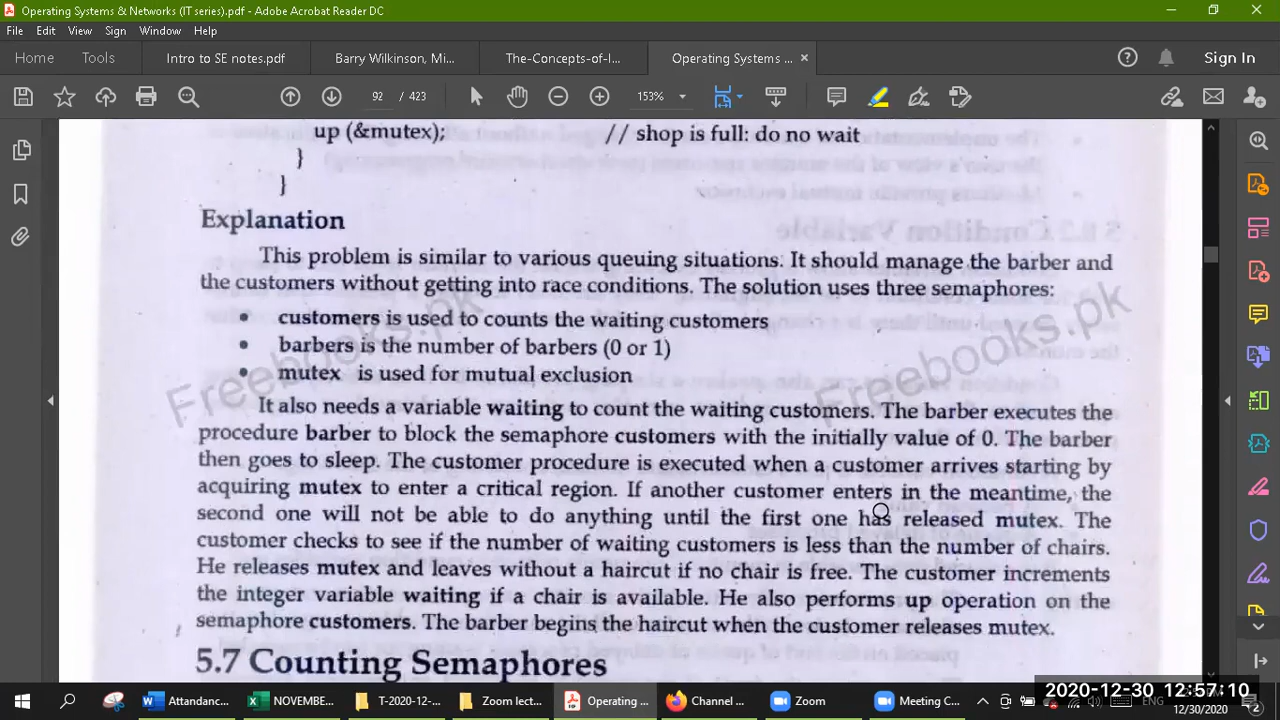 Operating Systems & Networks (IT series).pdf - Adobe Acrobat Reader DC
File Edit View Sign Window Help
Home Tools Intro to SE notes.pdf Barry Wilkinson, Mi... The-Concepts-of-I... Operating Systems ... × Sign In
92 / 423 153%
up (&mutex); // shop is full: do no wait
}
}
Explanation
This problem is similar to various queuing situations. It should manage the barber and
the customers without getting into race conditions. The solution uses three semaphores:
• customers is used to counts the waiting customers
• barbers is the number of barbers (0 or 1)
• mutex is used for mutual exclusion
Freebooks.pk Freebooks.pk
It also needs a variable waiting to count the waiting customers. The barber executes the
procedure barber to block the semaphore customers with the initially value of 0. The barber
then goes to sleep. The customer procedure is executed when a customer arrives starting by
acquiring mutex to enter a critical region. If another customer enters in the meantime, the
second one will not be able to do anything until the first one has released mutex. The
customer checks to see if the number of waiting customers is less than the number of chairs.
He releases mutex and leaves without a haircut if no chair is free. The customer increments
the integer variable waiting if a chair is available. He also performs up operation on the
semaphore customers. The barber begins the haircut when the customer releases mutex.
5.7 Counting Semaphores
Attandanc... NOVEMBE... T-2020-12-... Zoom lect... Operating ... Channel ... Zoom Meeting C... ENG
2020-12-30 12:57:10
12/30/2020